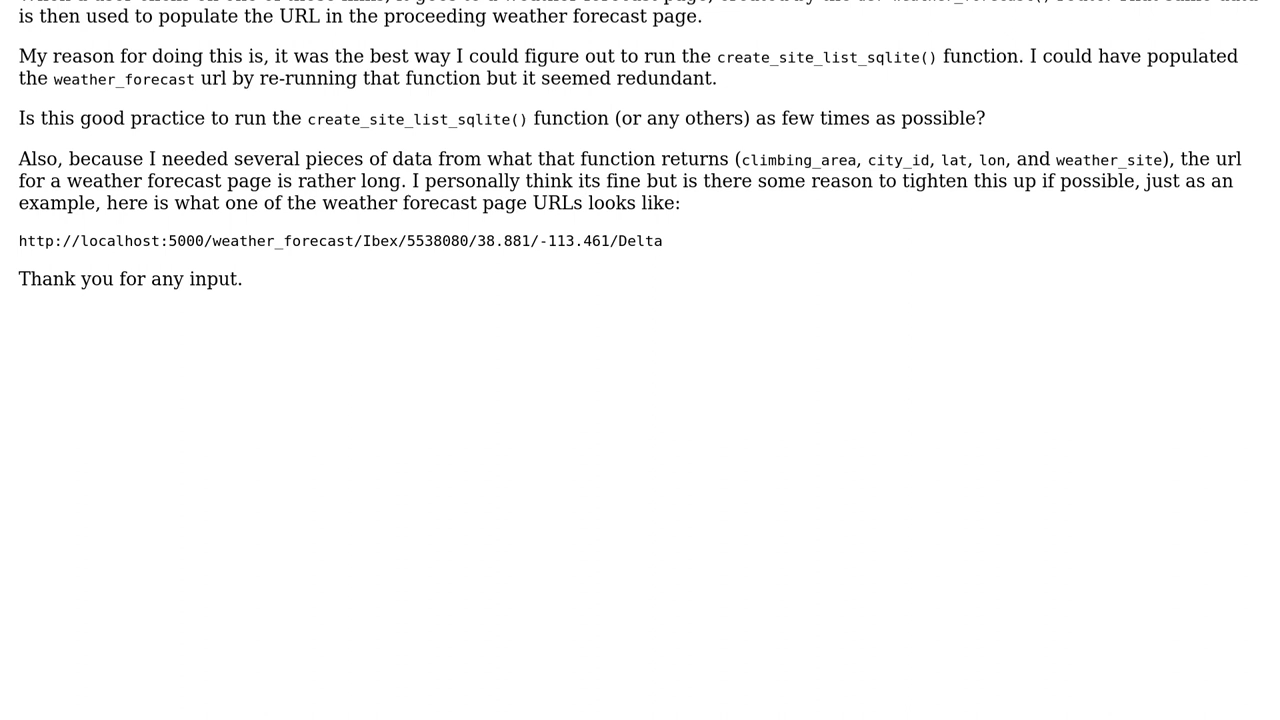 is then used to populate the URL in the proceeding weather forecast page.
My reason for doing this is, it was the best way I could figure out to run the create_site_list_sqlite() function. I could have populated
the weather_forecast url by re-running that function but it seemed redundant.
Is this good practice to run the create_site_list_sqlite() function (or any others) as few times as possible?
Also, because I needed several pieces of data from what that function returns (climbing_area, city_id, lat, lon, and weather_site), the url
for a weather forecast page is rather long. I personally think its fine but is there some reason to tighten this up if possible, just as an
example, here is what one of the weather forecast page URLs looks like:
http://localhost:5000/weather_forecast/Ibex/5538080/38.881/-113.461/Delta
Thank you for any input.